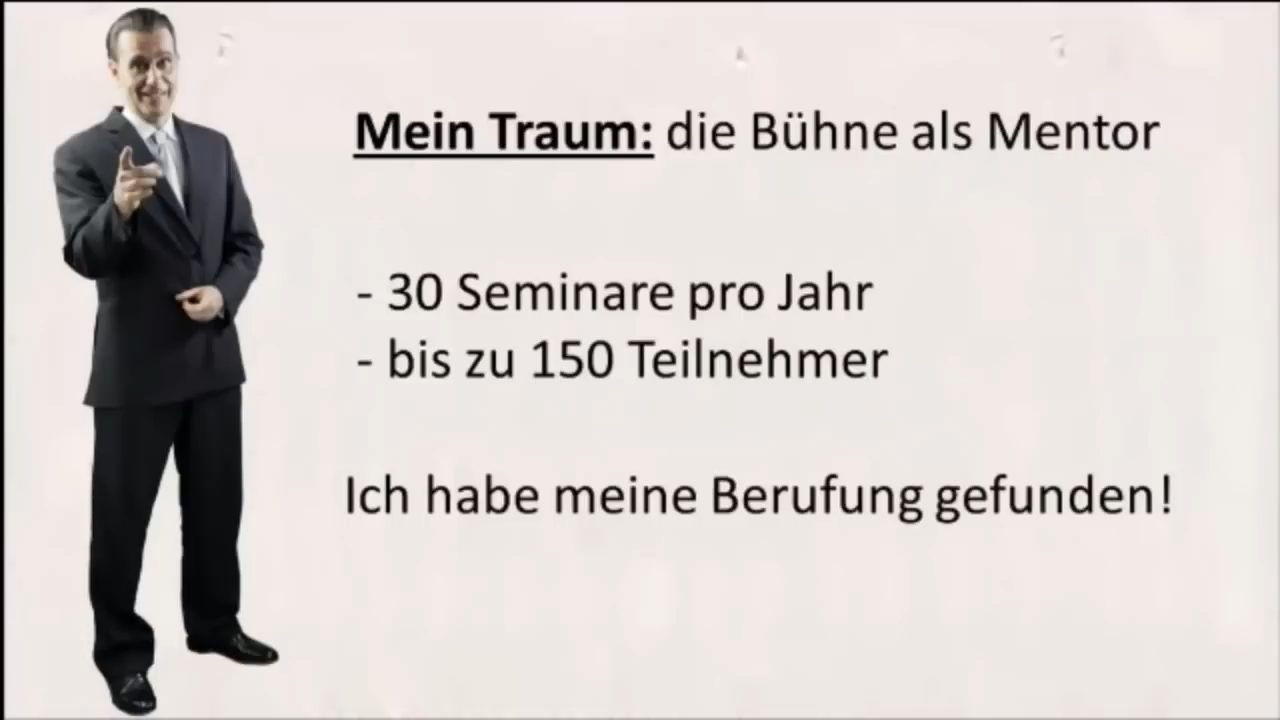 Mein Traum: die Bühne als Mentor
- 30 Seminare pro Jahr
- bis zu 150 Teilnehmer
Ich habe meine Berufung gefunden!